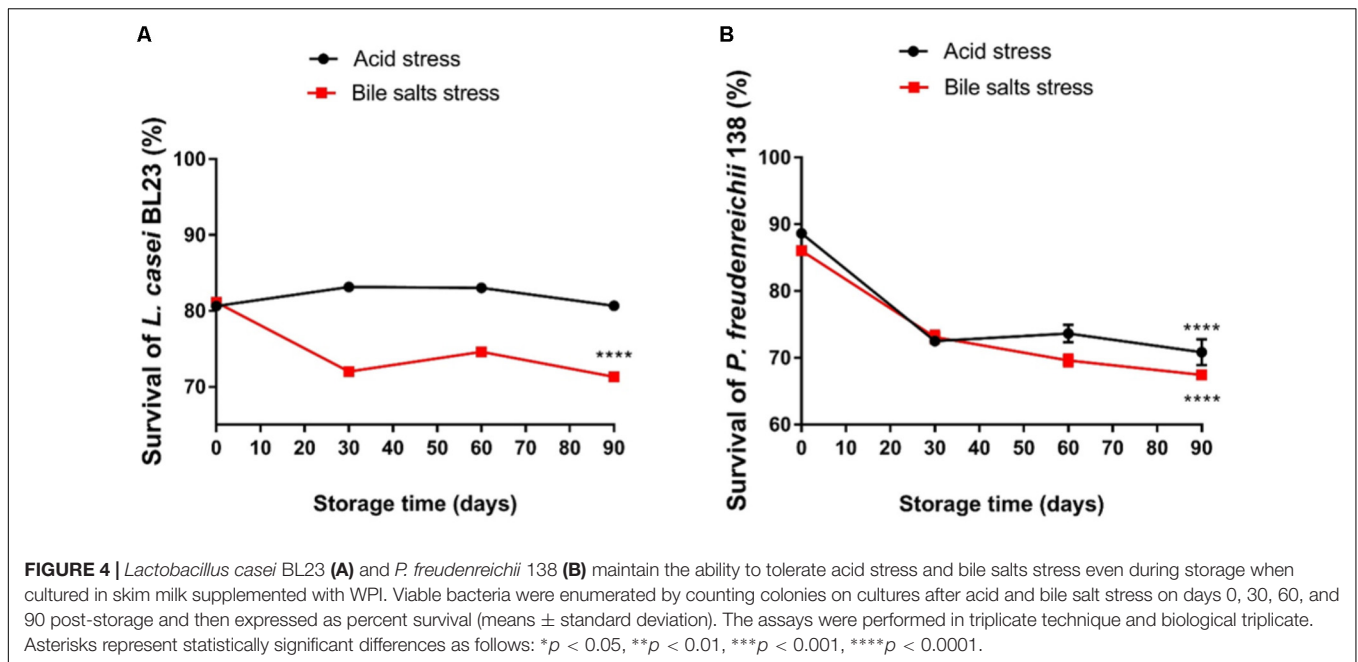 A
Acid stress
Bile salts stress
Survival of L. casei BL23 (%)
100
90
80
70
0 10 20 30 40 50 60 70 80 90
****
Storage time (days)
B
Acid stress
Bile salts stress
Survival of P. freudenreichii 138 (%)
100
90
80
70
60
0 10 20 30 40 50 60 70 80 90
****
****
Storage time (days)
FIGURE 4 | Lactobacillus casei BL23 (A) and P. freudenreichii 138 (B) maintain the ability to tolerate acid stress and bile salts stress even during storage when
cultured in skim milk supplemented with WPI. Viable bacteria were enumerated by counting colonies on cultures after acid and bile salt stress on days 0, 30, 60, and
90 post-storage and then expressed as percent survival (means ± standard deviation). The assays were performed in triplicate technique and biological triplicate.
Asterisks represent statistically significant differences as follows: *p < 0.05, **p < 0.01, ***p < 0.001, ****p < 0.0001.